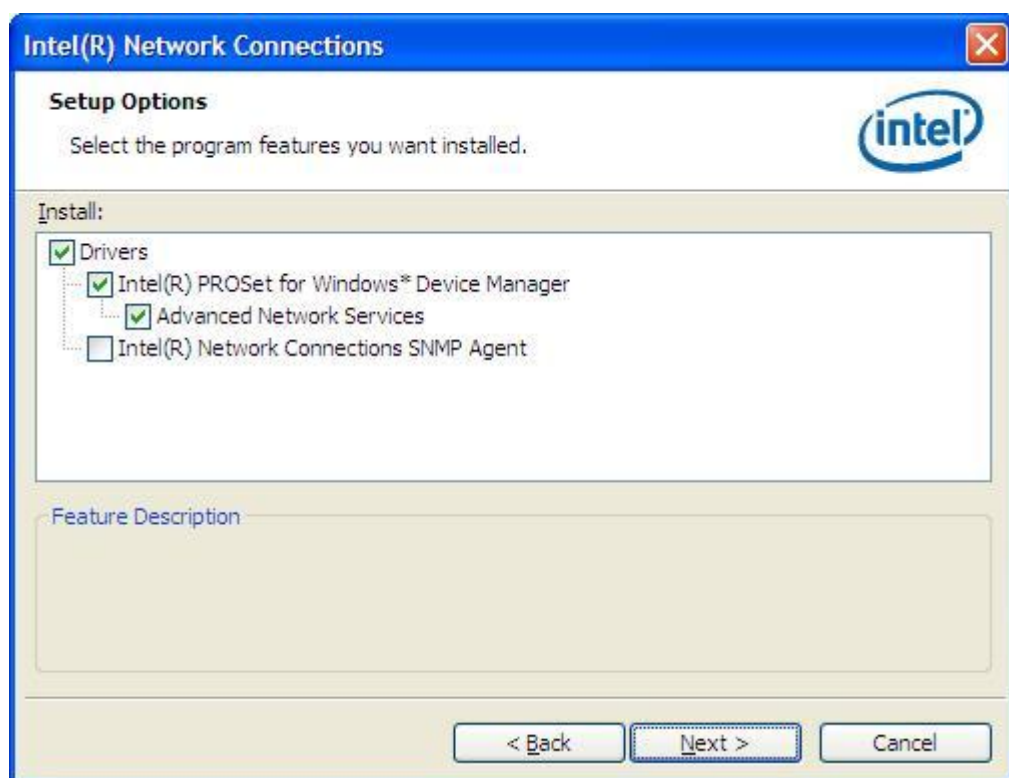 Intel(R) Network Connections
Setup Options
Select the program features you want installed.
intel
Install:
Drivers
Intel(R) PROSet for Windows* Device Manager
Advanced Network Services
Intel(R) Network Connections SNMP Agent
Feature Description
< Back Next > Cancel